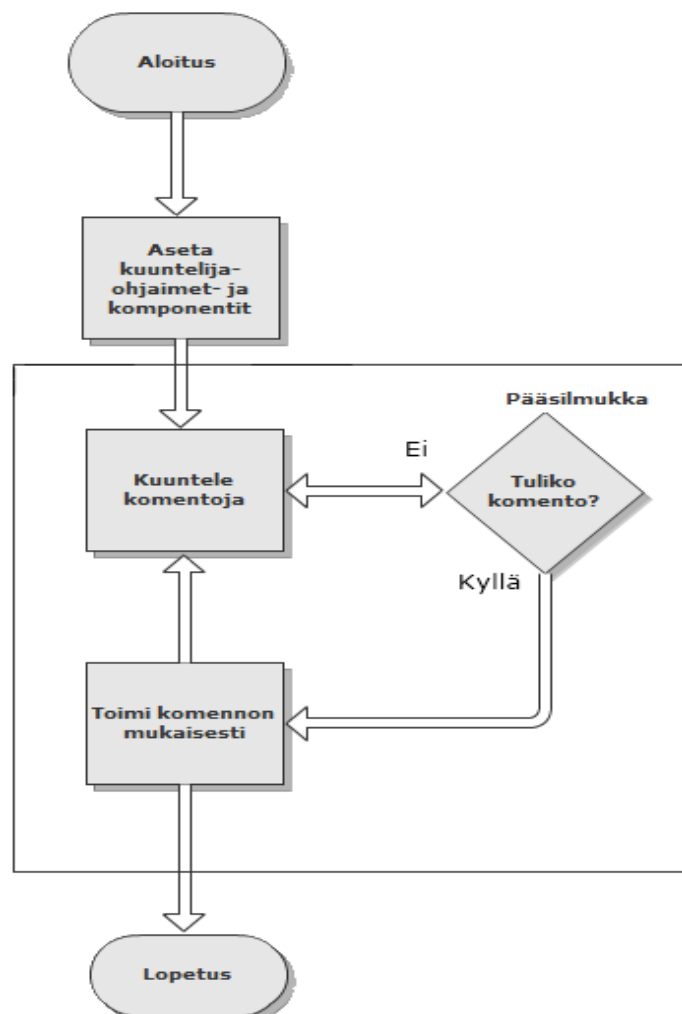 Aloitus
Aseta
kuuntelija-
ohjaimet- ja
komponentit
Pääsilmukka
Kuuntele
komentoja
Ei
Tuliko
komento?
Kyllä
Toimi komennon
mukaisesti
Lopetus